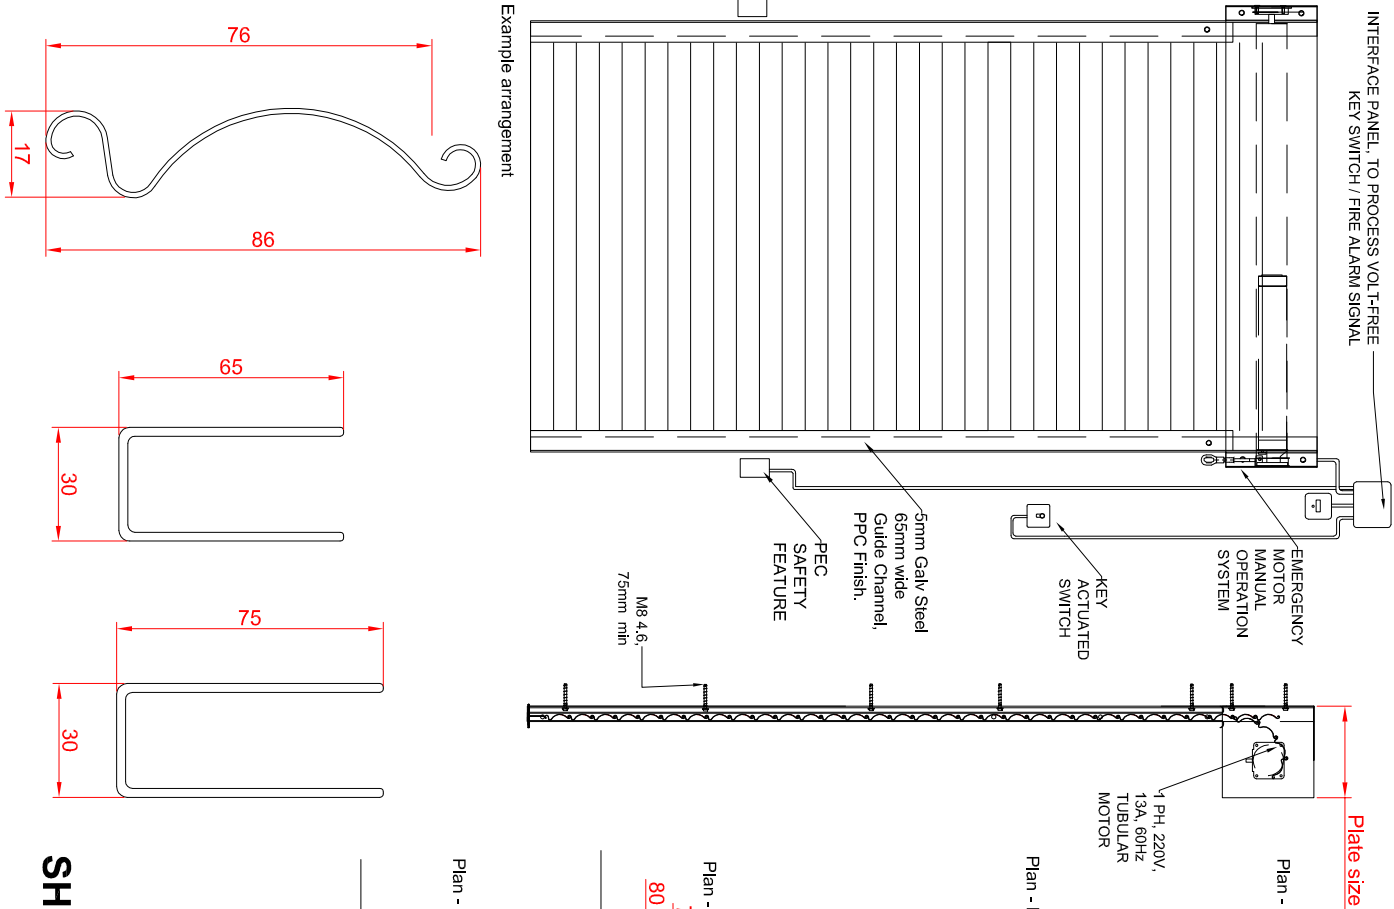 INTERFACE PANEL, TO PROCESS VOLT-FREE
KEY SWITCH / FIRE ALARM SIGNAL
EMERGENCY
MOTOR
MANUAL
OPERATION
SYSTEM
KEY
ACTUATED
SWITCH
5mm Galv Steel
65mm wide
Guide Channel,
PPC Finish.
PEC
SAFETY
FEATURE
Example arrangement
76
17
86
65
30
75
30
M8 4.6,
75mm min
1 PH, 220V,
13A, 60Hz
TUBULAR
MOTOR
Plate size
Plan -
Plan -
Plan -
80
Plan -
SH